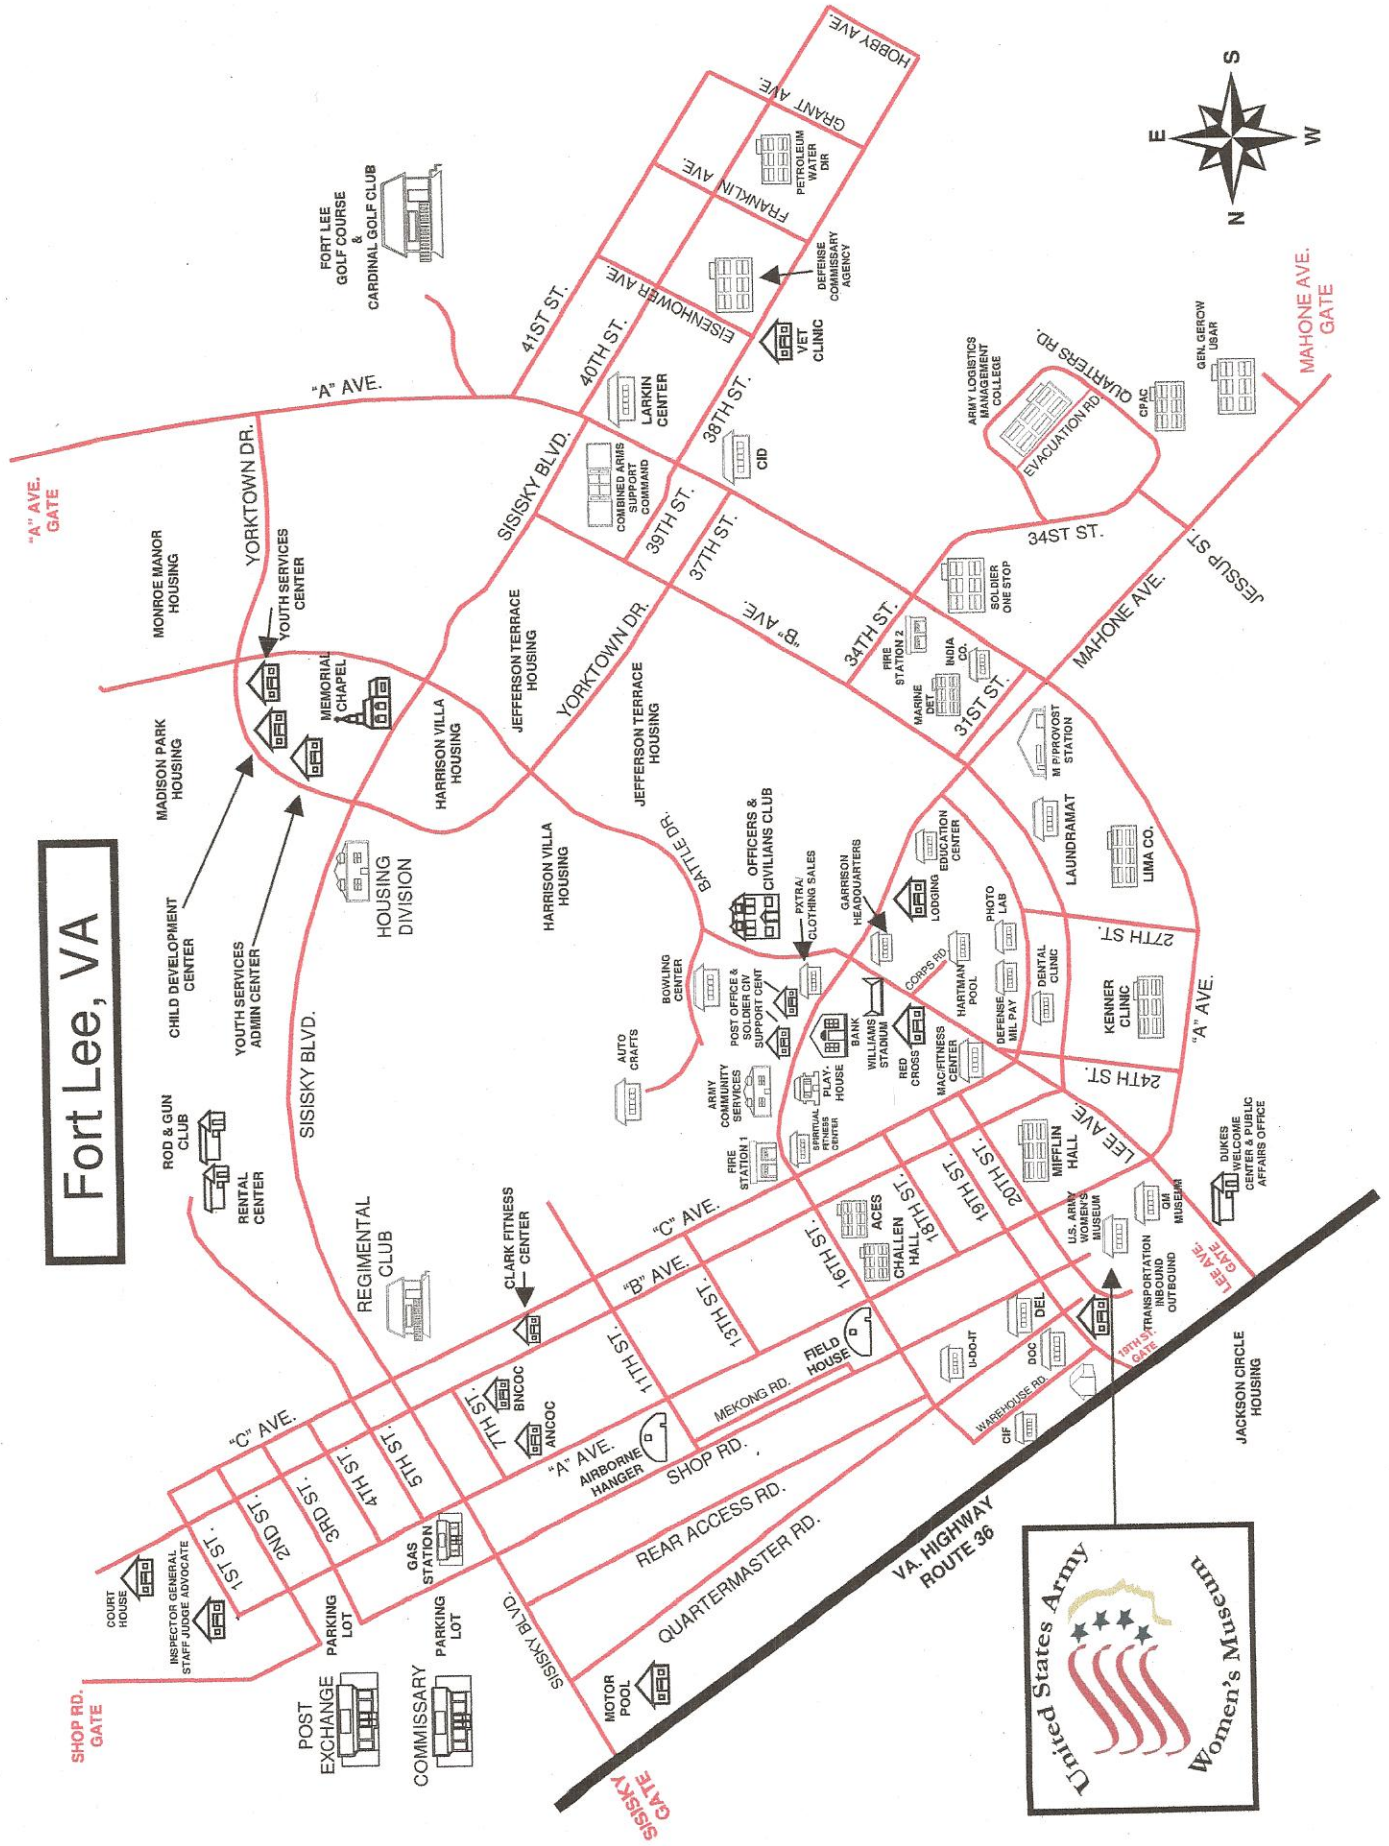 Fort Lee, VA
"A" AVE.
GATE
MONROE MANOR
HOUSING
YORKTOWN DR.
"A" AVE.
FORT LEE
GOLF COURSE
&
CARDINAL GOLF CLUB
HOBBY AVE.
GRANT AVE.
FRANKLIN AVE.
EISENHOWER AVE.
PETROLEUM
WATER
DIR
DEFENSE
COMMISSARY
AGENCY
VET
CLINIC
41ST ST.
40TH ST.
38TH ST.
LARKIN
CENTER
CID
COMBINED ARMS
SUPPORT
COMMAND
SISISKY BLVD.
39TH ST.
37TH ST.
YOUTH SERVICES
CENTER
MEMORIAL
CHAPEL
MADISON PARK
HOUSING
CHILD DEVELOPMENT
CENTER
YOUTH SERVICES
ADMIN CENTER
HOUSING
DIVISION
HARRISON VILLA
HOUSING
JEFFERSON TERRACE
HOUSING
YORKTOWN DR.
JEFFERSON TERRACE
HOUSING
HARRISON VILLA
HOUSING
"B" AVE.
34TH ST.
34ST ST.
ARMY LOGISTICS
MANAGEMENT
COLLEGE
QUARTERS RD.
EVACUATION RD
CPAC
GEN. GEROW
USAR
MAHONE AVE.
GATE
E
S
N
W
JESSUP ST.
MAHONE AVE.
SOLDIER
ONE STOP
FIRE
STATION 2
INDIA
CO.
MARINE
DET
31ST ST.
M P/PROVOST
STATION
LAUNDRAMAT
LIMA CO.
BATTLE DR.
OFFICERS &
CIVILIANS CLUB
PXTRA/
CLOTHING SALES
GARRISON
HEADQUARTERS
EDUCATION
CENTER
LODGING
PHOTO
LAB
CORPS RD.
HARTMAN
POOL
DEFENSE
MIL PAY
DENTAL
CLINIC
27TH ST.
KENNER
CLINIC
"A" AVE.
24TH ST.
BOWLING
CENTER
POST OFFICE &
SOLDIER CIV
SUPPORT CENT
BANK
WILLIAMS
STADIUM
RED
CROSS
MAC/FITNESS
CENTER
AUTO
CRAFTS
ARMY
COMMUNITY
SERVICES
PLAY-
HOUSE
SPIRITUAL
FITNESS
CENTER
FIRE
STATION 1
SISISKY BLVD.
ROD & GUN
CLUB
RENTAL
CENTER
REGIMENTAL
CLUB
CLARK FITNESS
CENTER
"C" AVE.
"B" AVE.
13TH ST.
11TH ST.
16TH ST.
ACES
CHALLEN
HALL
18TH ST.
19TH ST.
20TH ST.
MIFFLIN
HALL
LEE AVE.
U.S. ARMY
WOMEN'S
MUSEUM
QM
MUSEUM
DUKES
WELCOME
CENTER & PUBLIC
AFFAIRS OFFICE
LEE AVE.
GATE
TRANSPORTATION
INBOUND
OUTBOUND
19TH ST.
GATE
JACKSON CIRCLE
HOUSING
DEL
DOC
U-DO-IT
WAREHOUSE RD.
CIF
FIELD
HOUSE
MEKONG RD.
SHOP RD.
AIRBORNE
HANGER
"A" AVE.
7TH ST.
BNCOC
ANCOC
"C" AVE.
5TH ST.
4TH ST.
3RD ST.
2ND ST.
1ST ST.
COURT
HOUSE
INSPECTOR GENERAL
STAFF JUDGE ADVOCATE
SHOP RD.
GATE
PARKING
LOT
GAS
STATION
PARKING
LOT
POST
EXCHANGE
COMMISSARY
SISISKY BLVD.
REAR ACCESS RD.
QUARTERMASTER RD.
MOTOR
POOL
SISISKY
GATE
VA. HIGHWAY
ROUTE 36
United States Army
Women's Museum